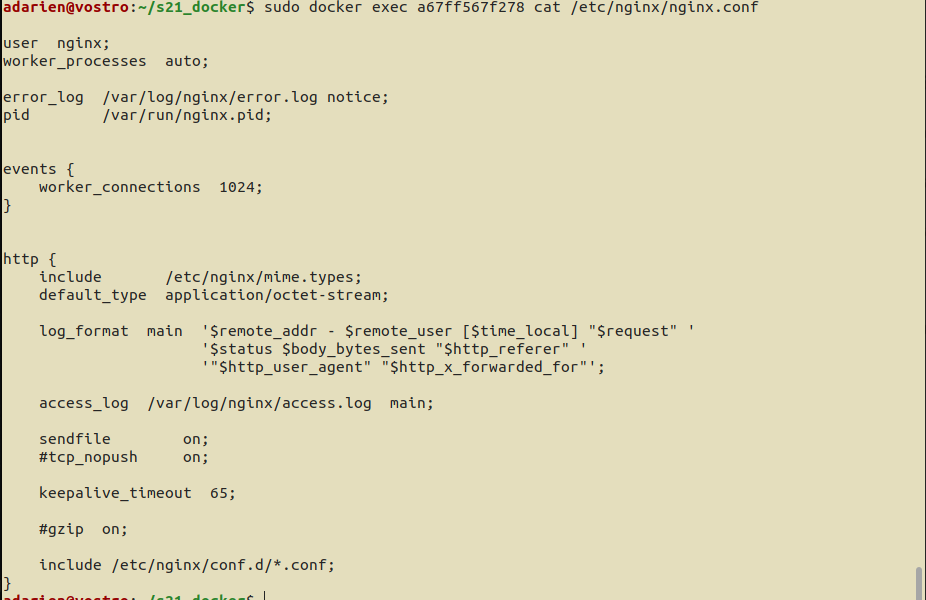 adarien@vostro:~/s21_docker$ sudo docker exec a67ff567f278 cat /etc/nginx/nginx.conf
user  nginx;
worker_processes  auto;
error_log  /var/log/nginx/error.log notice;
pid        /var/run/nginx.pid;
events {
    worker_connections  1024;
}
http {
    include       /etc/nginx/mime.types;
    default_type  application/octet-stream;
    log_format  main  '$remote_addr - $remote_user [$time_local] "$request" '
                      '$status $body_bytes_sent "$http_referer" '
                      '"$http_user_agent" "$http_x_forwarded_for"';
    access_log  /var/log/nginx/access.log  main;
    sendfile        on;
    #tcp_nopush     on;
    keepalive_timeout  65;
    #gzip  on;
    include /etc/nginx/conf.d/*.conf;
}
adarien@vostro:~/s21_docker$